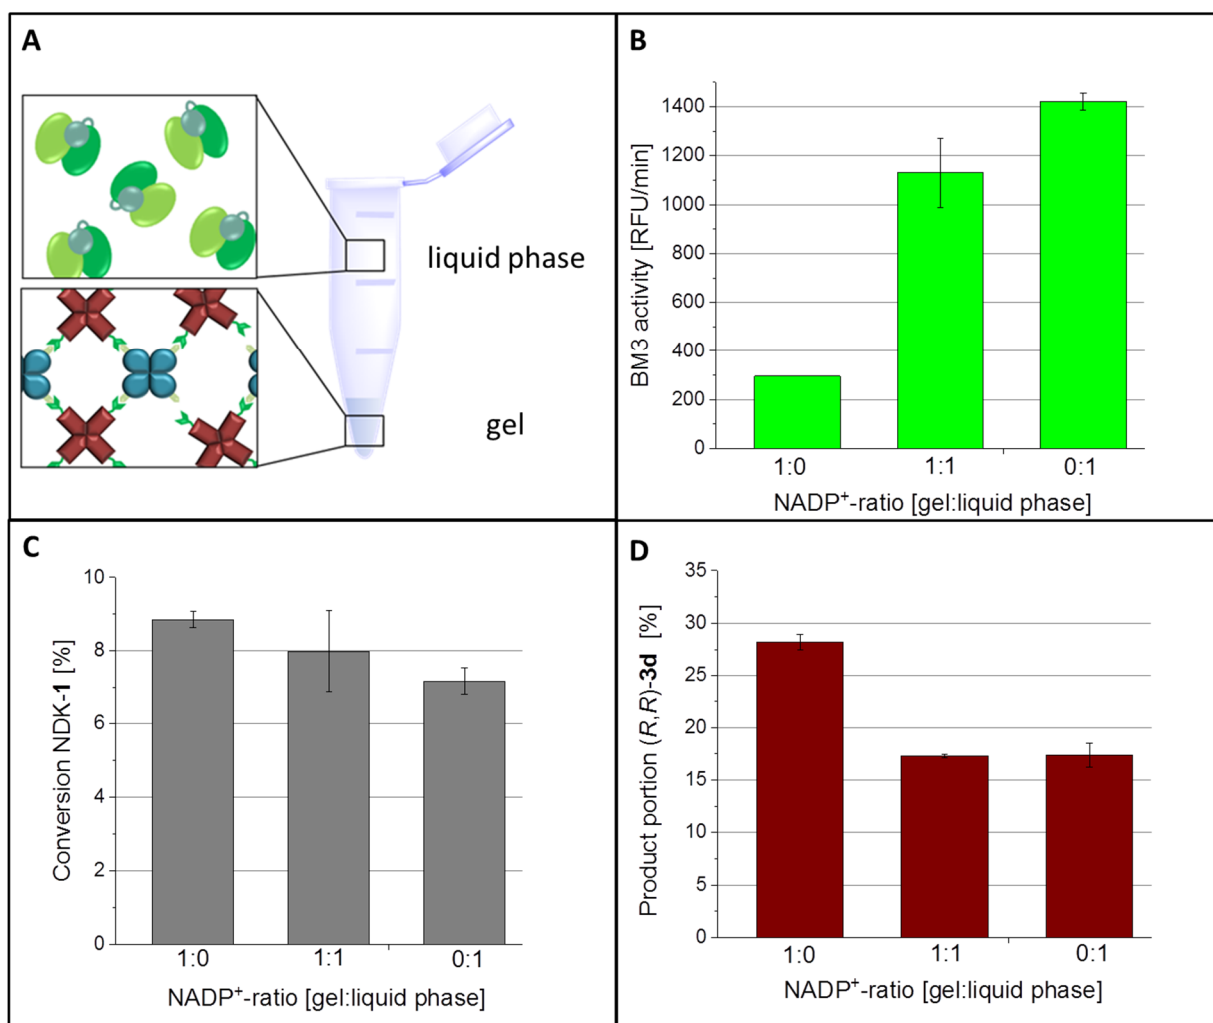 A
liquid phase
gel
B
BM3 activity [RFU/min]
1400
1200
1000
800
600
400
200
0
1:0 1:1 0:1
NADP⁺-ratio [gel:liquid phase]
C
Conversion NDK-1 [%]
10
8
6
4
2
0
1:0 1:1 0:1
NADP⁺-ratio [gel:liquid phase]
D
Product portion (R,R)-3d [%]
35
30
25
20
15
10
5
0
1:0 1:1 0:1
NADP⁺-ratio [gel:liquid phase]